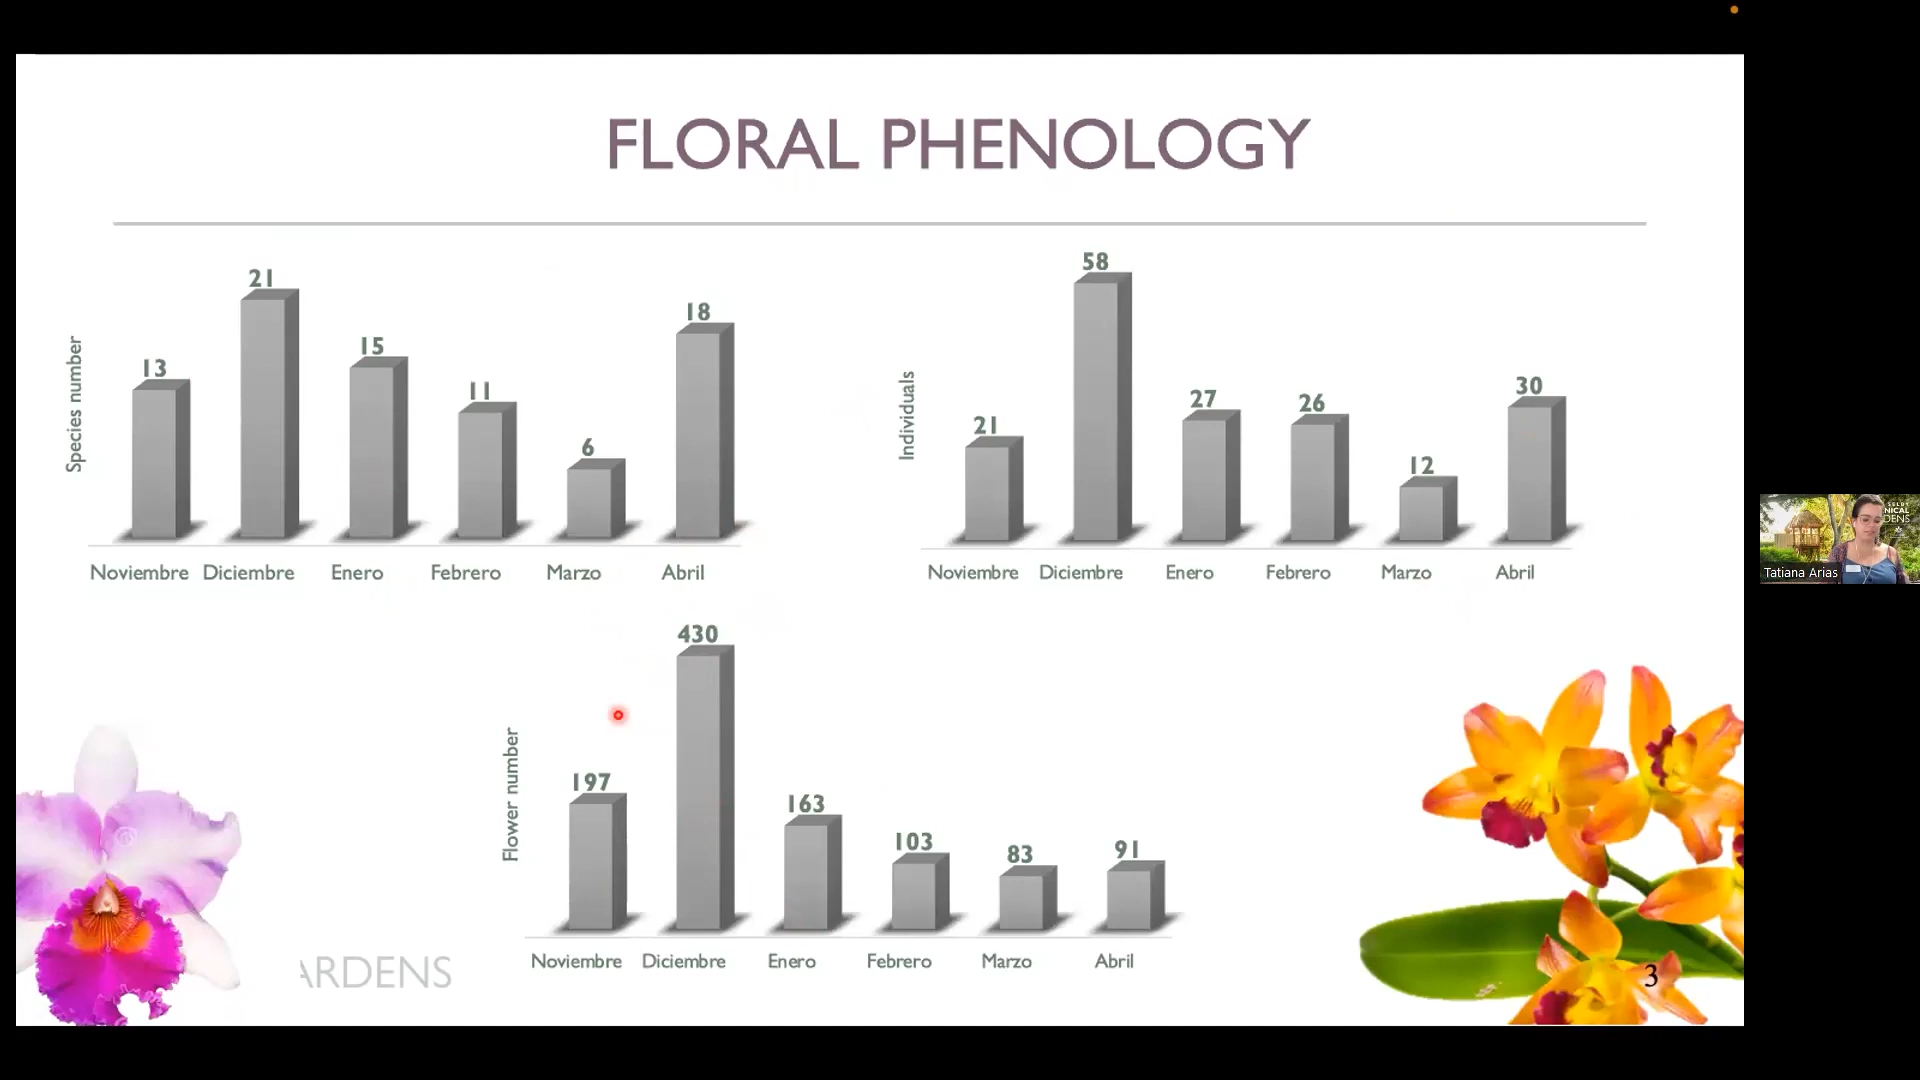 FLORAL PHENOLOGY
Species number
13
21
15
11
6
18
Noviembre Diciembre Enero Febrero Marzo Abril
Individuals
21
58
27
26
12
30
Noviembre Diciembre Enero Febrero Marzo Abril
Flower number
197
430
163
103
83
91
Noviembre Diciembre Enero Febrero Marzo Abril
ARDENS
3
NICAL
DENS
Tatiana Arias